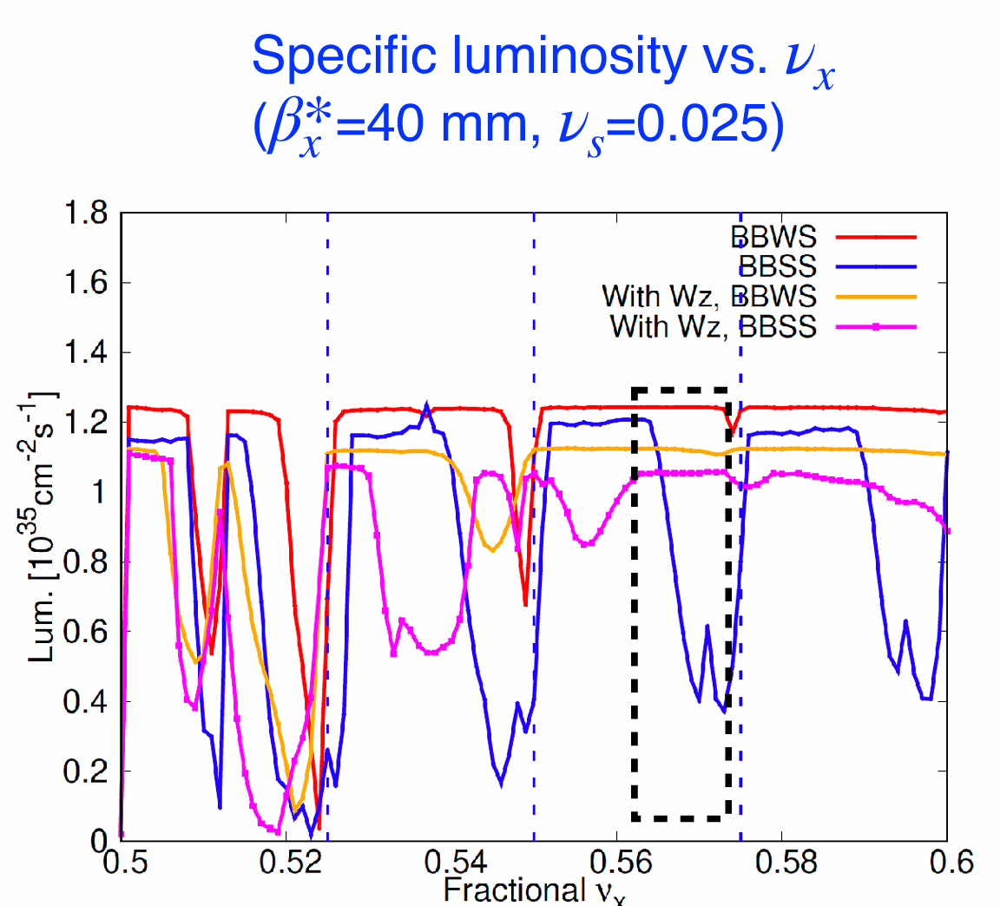 Specific luminosity vs. νx
(β*x=40 mm, νs=0.025)
1.8
1.6
1.4
1.2
1
0.8
0.6
0.4
0.2
0
Lum. [10^35cm^-2s^-1]
BBWS
BBSS
With Wz, BBWS
With Wz, BBSS
0.5 0.52 0.54 0.56 0.58 0.6
Fractional νx